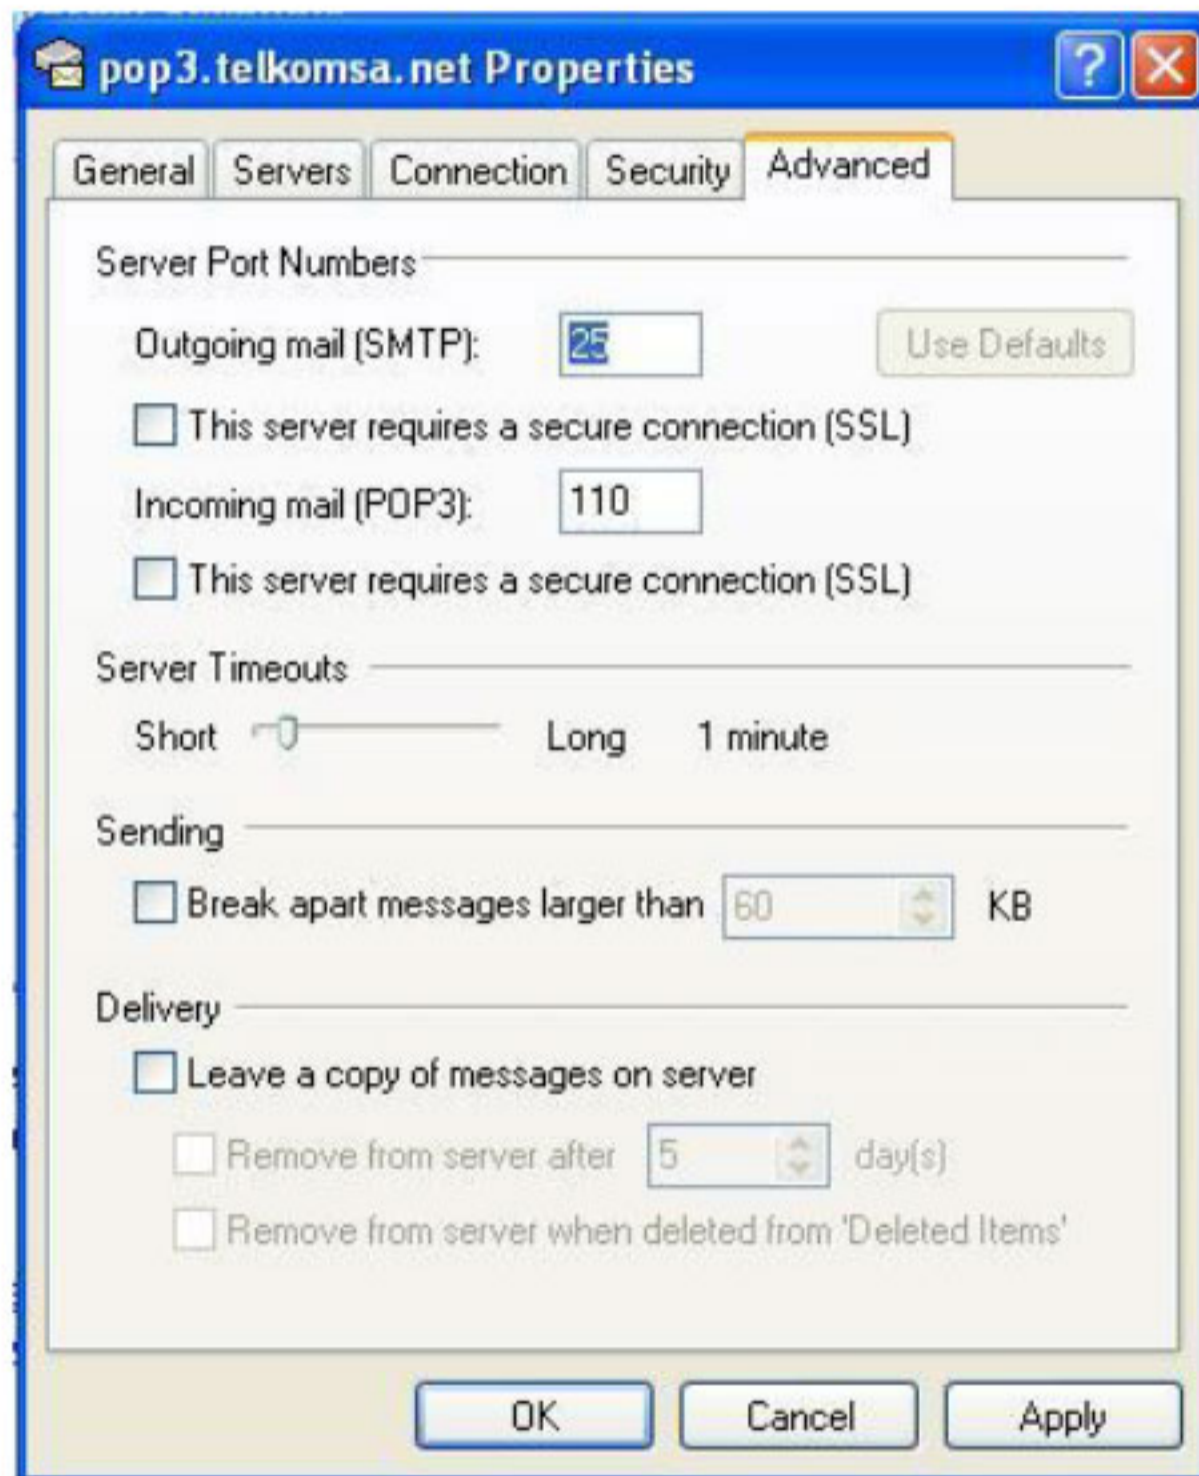 pop3.telkomsa.net Properties ?
General Servers Connection Security Advanced
Server Port Numbers
Outgoing mail (SMTP): 25 Use Defaults
This server requires a secure connection (SSL)
Incoming mail (POP3): 110
This server requires a secure connection (SSL)
Server Timeouts
Short Long 1 minute
Sending
Break apart messages larger than 60 KB
Delivery
Leave a copy of messages on server
Remove from server after 5 day(s)
Remove from server when deleted from 'Deleted Items'
OK Cancel Apply